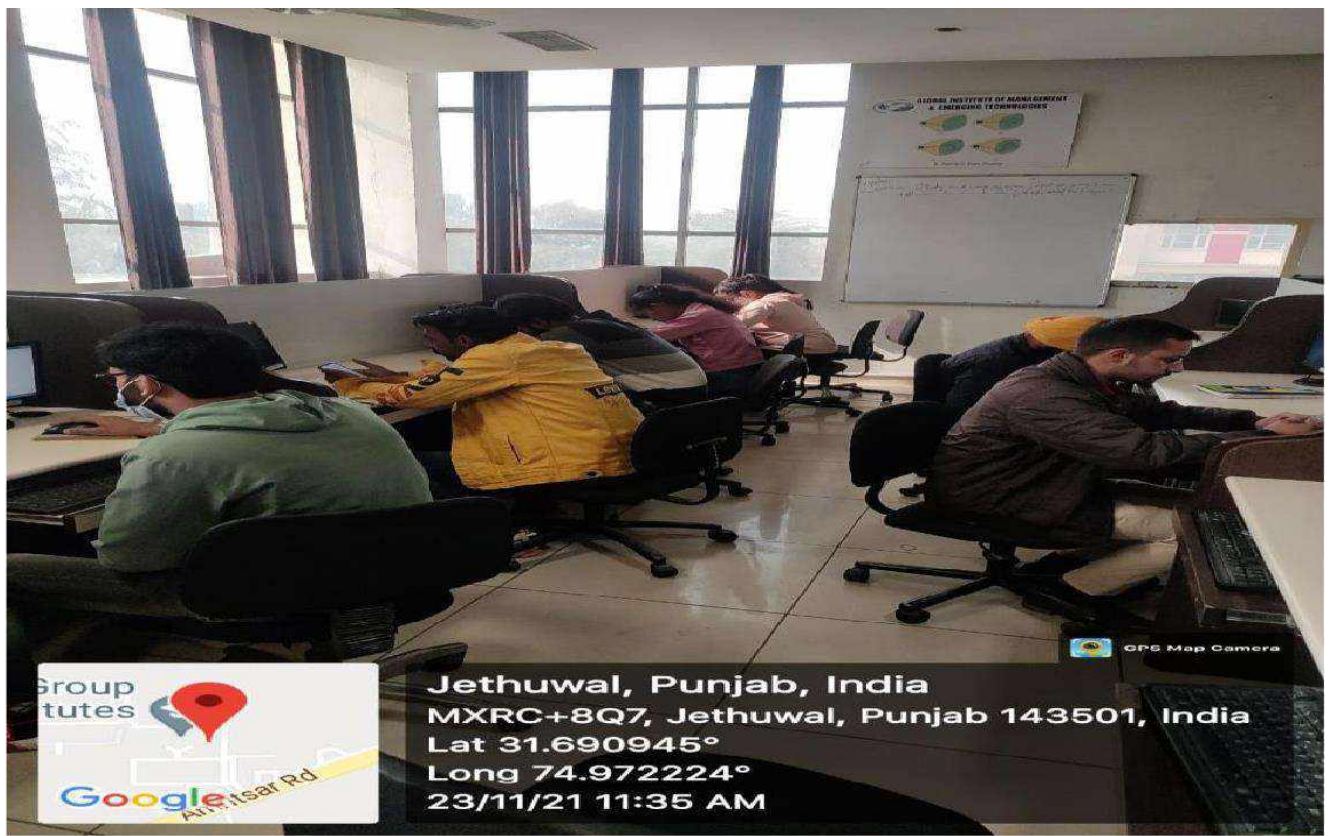 GLOBAL INSTITUTE OF MANAGEMENT
& EMERGING TECHNOLOGIES
GPS Map Camera
Group
tutes
Google
Amritsar Rd
Jethuwal, Punjab, India
MXRC+8Q7, Jethuwal, Punjab 143501, India
Lat 31.690945°
Long 74.972224°
23/11/21 11:35 AM